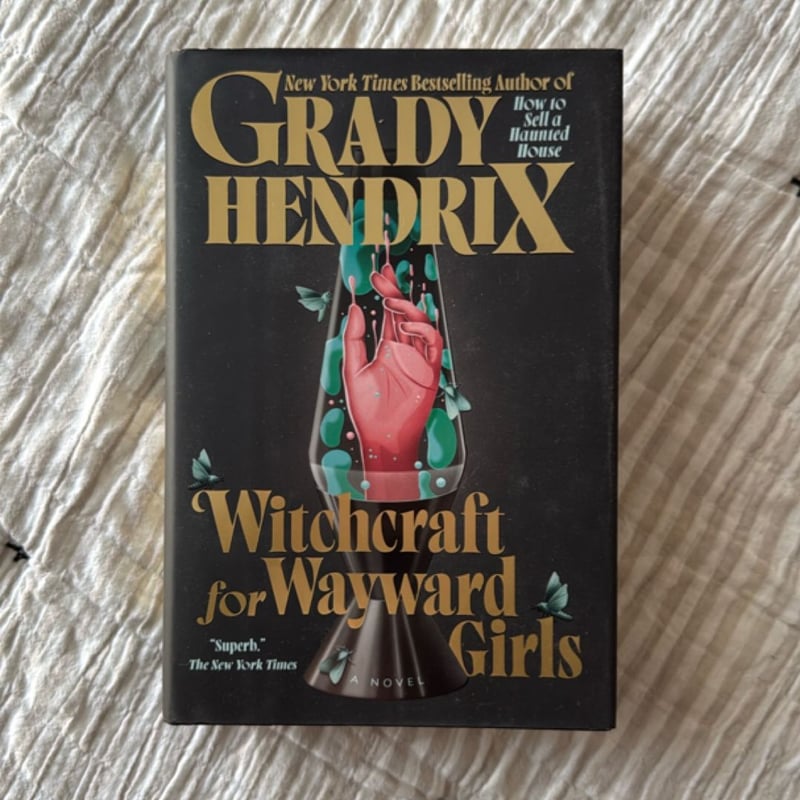 New York Times Bestselling Author of
How to
Sell a
Haunted
House
GRADY
HENDRIX
Witchcraft
for Wayward
Girls
"Superb."
The New York Times
A NOVEL